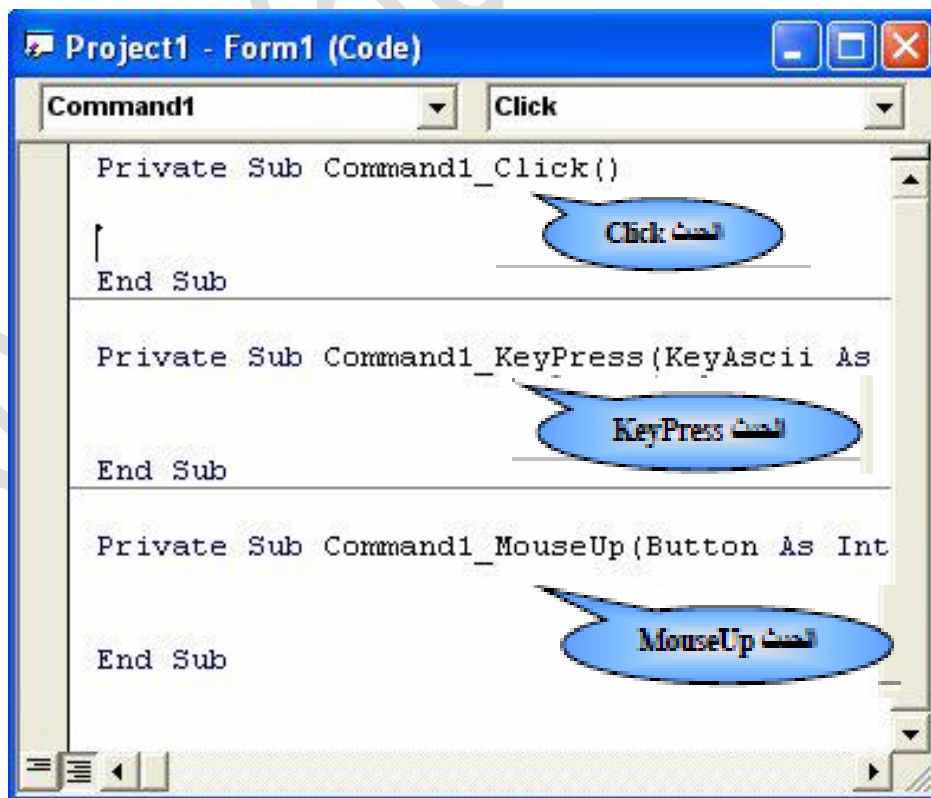 Project1 - Form1 (Code)
Command1
Click
Private Sub Command1_Click()
الحدث Click
End Sub
Private Sub Command1_KeyPress(KeyAscii As
الحدث KeyPress
End Sub
Private Sub Command1_MouseUp(Button As Int
الحدث MouseUp
End Sub